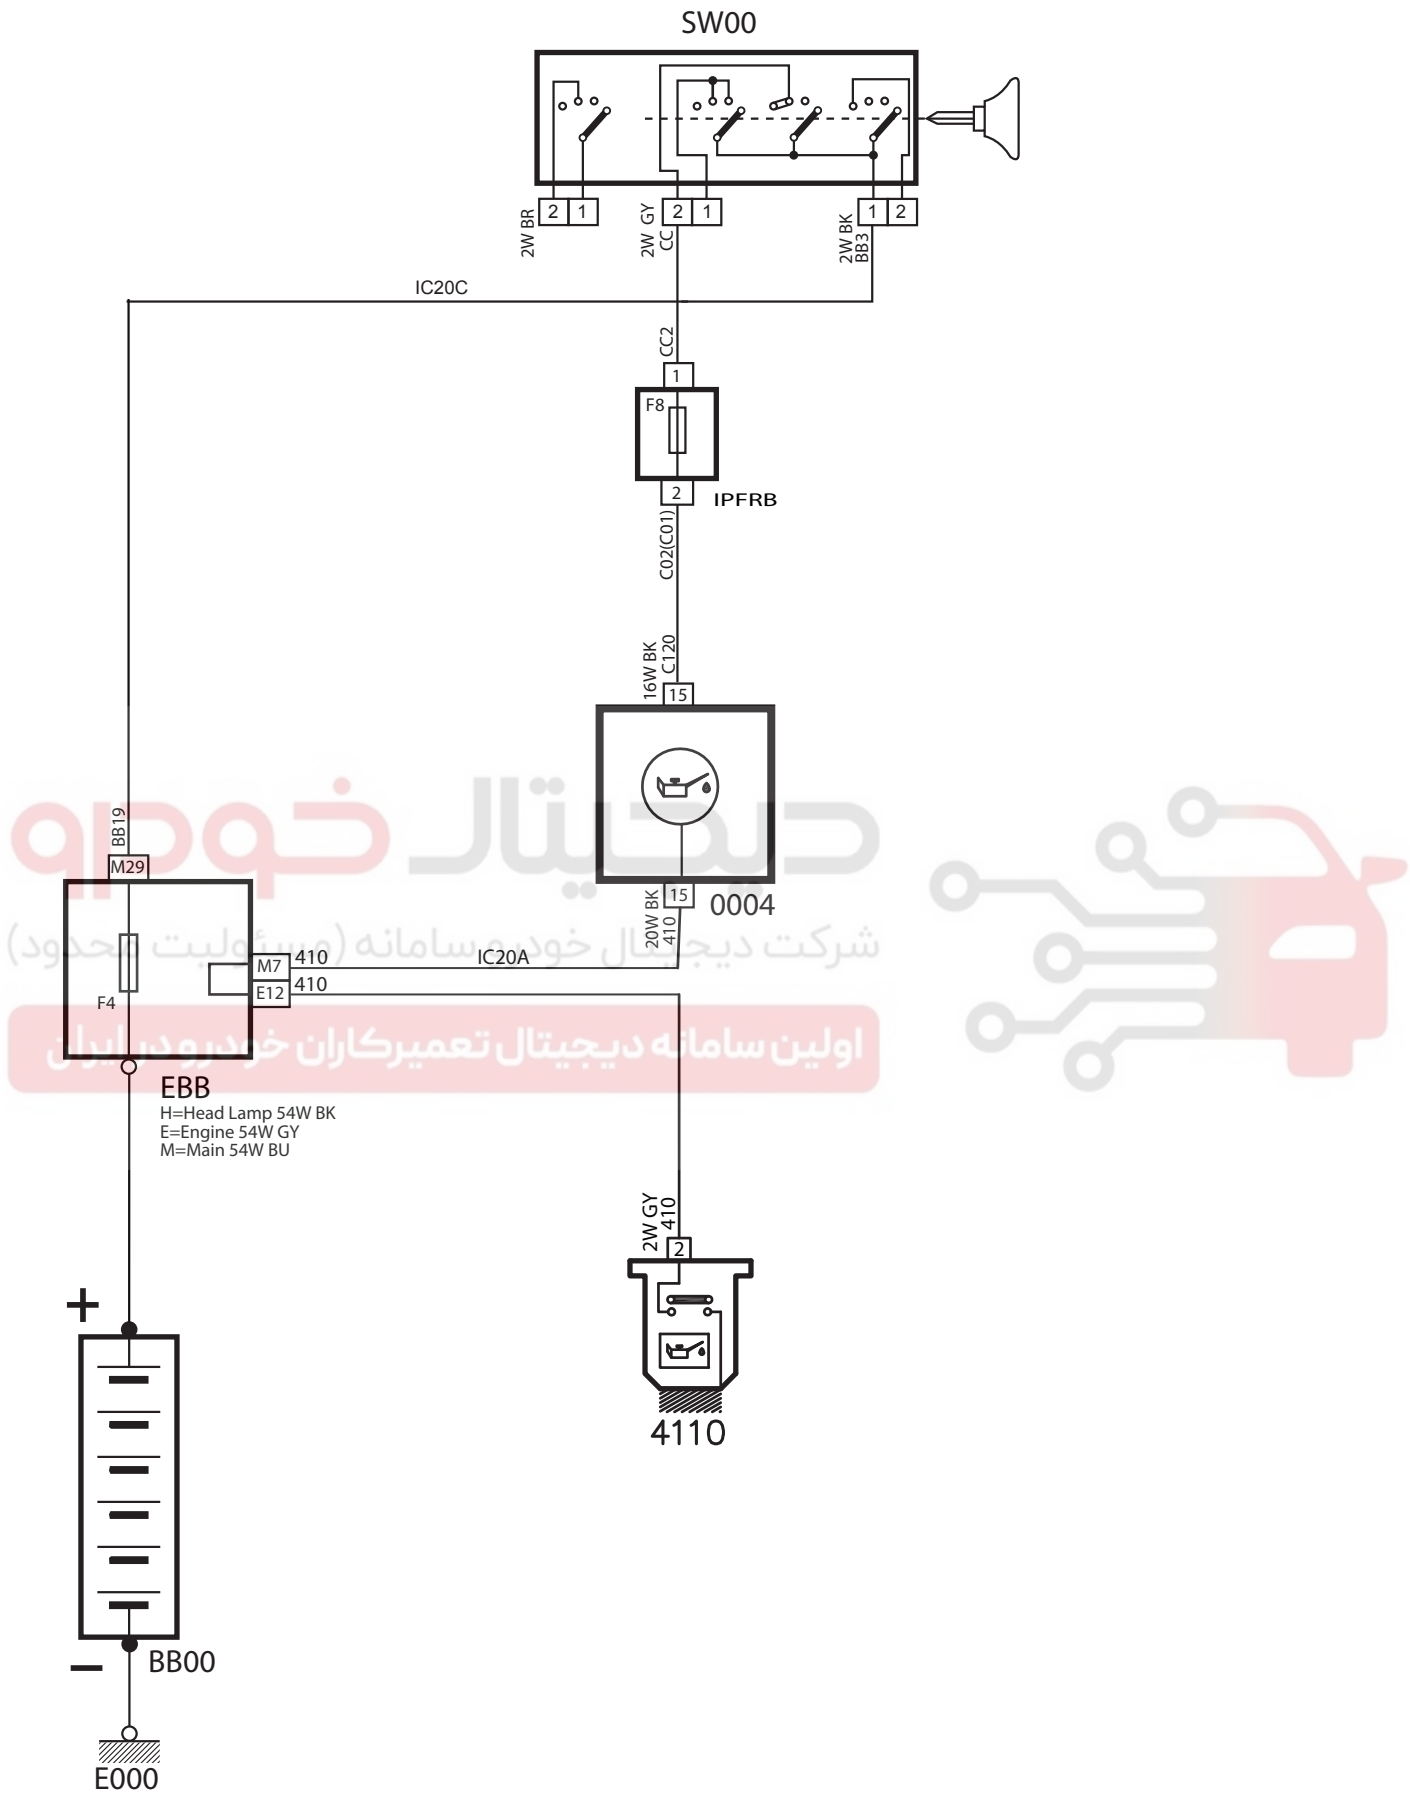 SW00
2W BR
2
1
2W GY
CC
2
1
2W BK
BB3
1
2
IC20C
CC2
1
F8
2
IPFRB
C02(C01)
16W BK
C120
15
دیجیتال خودرو
BB19
M29
15
0004
20W BK
410
شرکت دیجیتال خودرو سامانه (مسئولیت محدود)
M7
410
IC20A
E12
410
F4
اولین سامانه دیجیتال تعمیرکاران خودرو در ایران
EBB
H=Head Lamp 54W BK
E=Engine 54W GY
M=Main 54W BU
2W GY
410
2
+
4110
−
BB00
E000